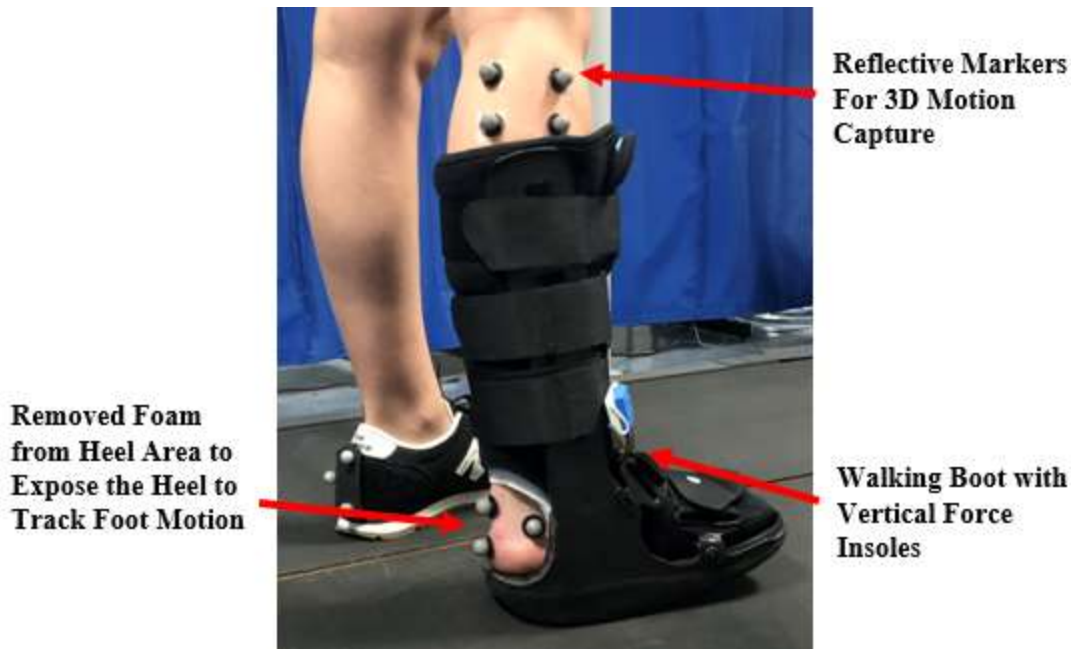 Reflective Markers
For 3D Motion
Capture
Removed Foam
from Heel Area to
Expose the Heel to
Track Foot Motion
Walking Boot with
Vertical Force
Insoles